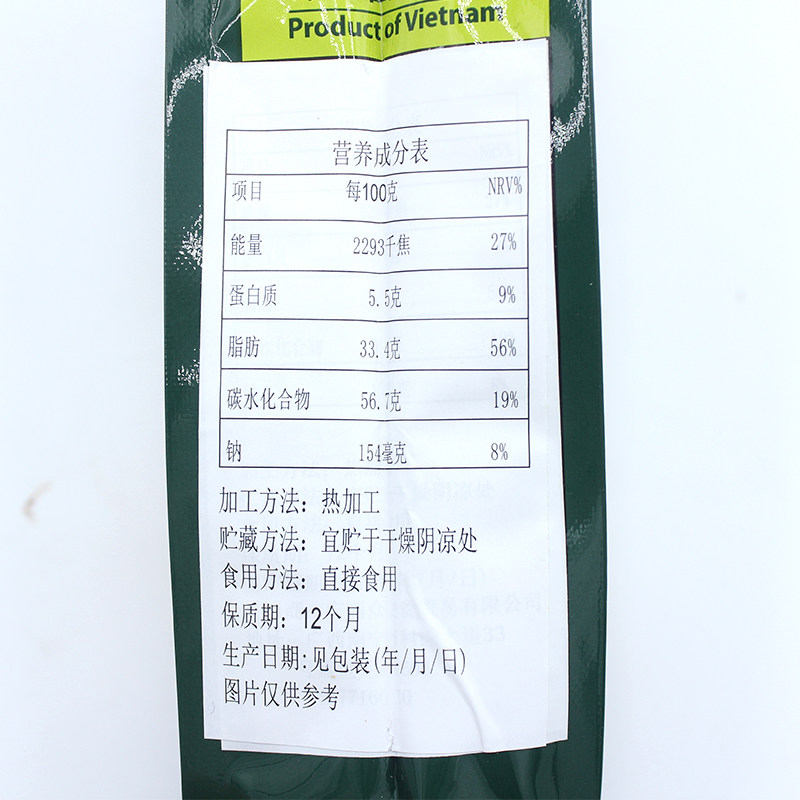 Product of Vietnam
营养成分表
项目 每100克 NRV%
能量 2293千焦 27%
蛋白质 5.5克 9%
脂肪 33.4克 56%
碳水化合物 56.7克 19%
钠 154毫克 8%
加工方法：热加工
贮藏方法：宜贮于干燥阴凉处
食用方法：直接食用
保质期：12个月
生产日期:见包装(年/月/日)
图片仅供参考